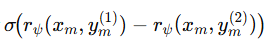 σ(r_ψ(x_m, y_m^{(1)}) − r_ψ(x_m, y_m^{(2)}))